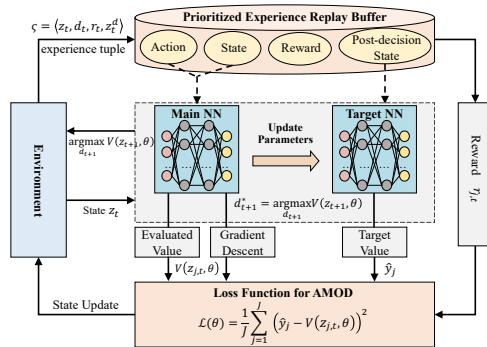 Prioritized Experience Replay Buffer
ς = ⟨z_t, d_t, r_t, z_t^d⟩
experience tuple
Action
State
Reward
Post-decision
State
Main NN
Target NN
Update
Parameters
argmax V(z_{t+1}, θ)
d_{t+1}
Environment
State z_t
d*_{t+1} = argmax V(z_{t+1}, θ)
d_{t+1}
Reward r_{j,t}
Evaluated
Value
Gradient
Descent
Target
Value
V(z_{j,t}, θ)
ŷ_j
State Update
Loss Function for AMOD
ℒ(θ) = 1/J ∑_{j=1}^{J} (ŷ_j − V(z_{j,t}, θ))^2